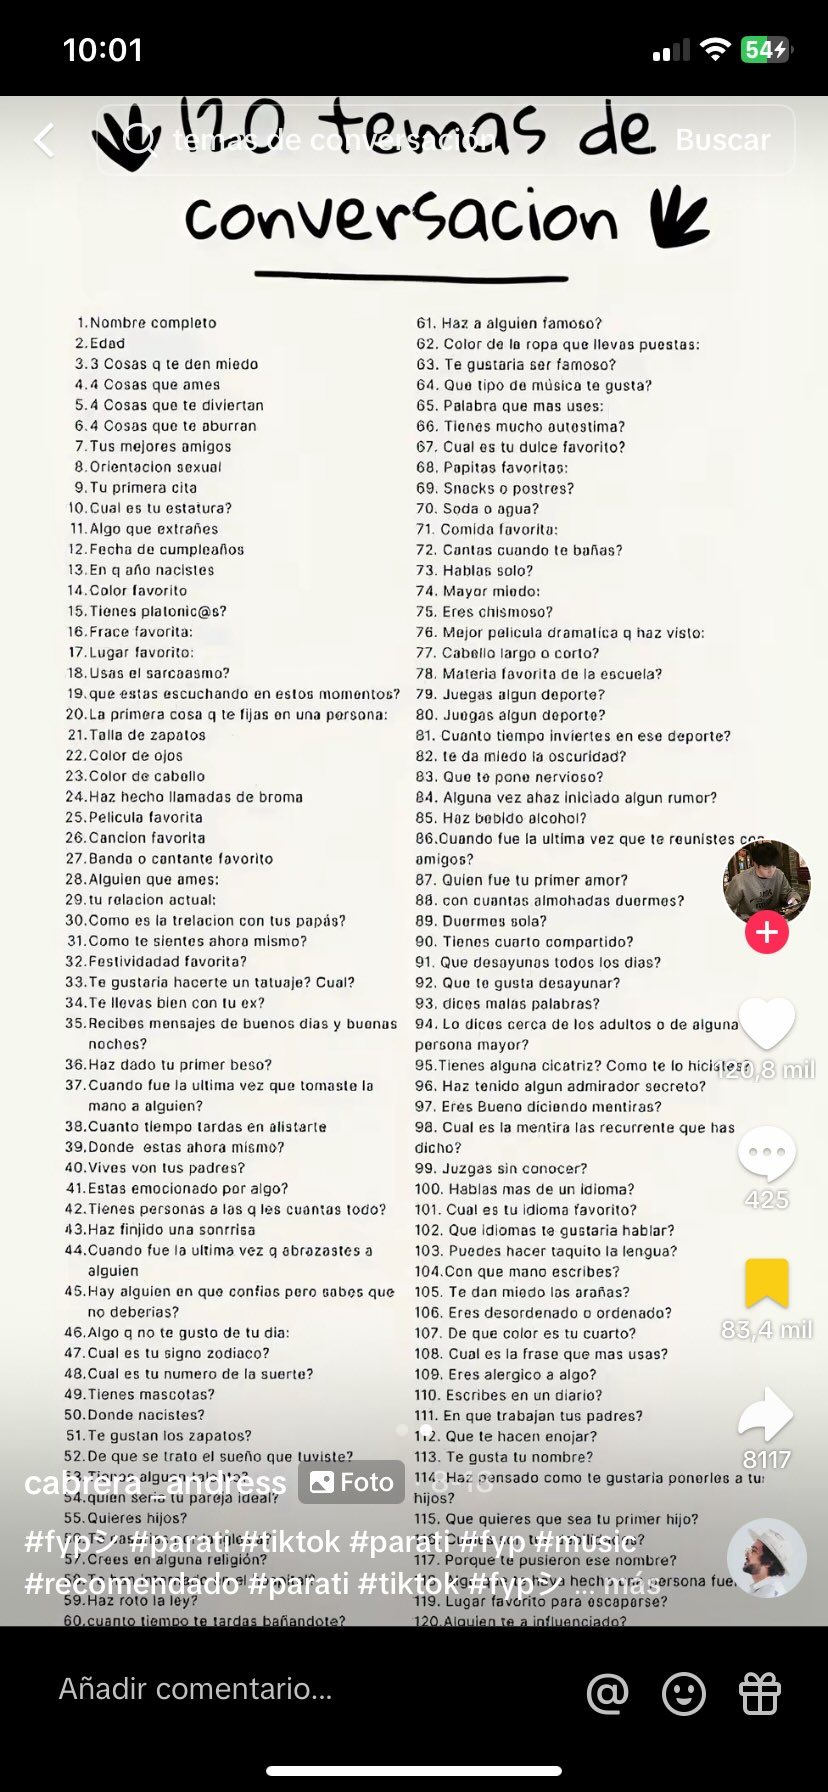 10:01
54
120 temas de
temas de conversación
Buscar
conversacion
1.Nombre completo
2.Edad
3.3 Cosas q te den miedo
4.4 Cosas que ames
5.4 Cosas que te diviertan
6.4 Cosas que te aburran
7.Tus mejores amigos
8.Orientacion sexual
9.Tu primera cita
10.Cual es tu estatura?
11.Algo que extrañes
12.Fecha de cumpleaños
13.En q año nacistes
14.Color favorito
15.Tienes platonic@s?
16.Frace favorita:
17.Lugar favorito:
18.Usas el sarcaasmo?
19.que estas escuchando en estos momentos?
20.La primera cosa q te fijas en una persona:
21.Talla de zapatos
22.Color de ojos
23.Color de cabello
24.Haz hecho llamadas de broma
25.Pelicula favorita
26.Cancion favorita
27.Banda o cantante favorito
28.Alguien que ames:
29.tu relacion actual:
30.Como es la trelacion con tus papás?
31.Como te sientes ahora mismo?
32.Festividadad favorita?
33.Te gustaria hacerte un tatuaje? Cual?
34.Te llevas bien con tu ex?
35.Recibes mensajes de buenos dias y buenas
noches?
36.Haz dado tu primer beso?
37.Cuando fue la ultima vez que tomaste la
mano a alguien?
38.Cuanto tiempo tardas en alistarte
39.Donde estas ahora mismo?
40.Vives von tus padres?
41.Estas emocionado por algo?
42.Tienes personas a las q les cuantas todo?
43.Haz finjido una sonrrisa
44.Cuando fue la ultima vez q abrazastes a
alguien
45.Hay alguien en que confias pero sabes que
no deberias?
46.Algo q no te gusto de tu dia:
47.Cual es tu signo zodiaco?
48.Cual es tu numero de la suerte?
49.Tienes mascotas?
50.Donde nacistes?
51.Te gustan los zapatos?
52.De que se trato el sueño que tuviste?
53.Tienes algun talento?
54.quien seria tu pareja ideal?
55.Quieres hijos?
57.Crees en alguna religión?
59.Haz roto la ley?
60.cuanto tiempo te tardas bañandote?
61. Haz a alguien famoso?
62. Color de la ropa que llevas puestas:
63. Te gustaria ser famoso?
64. Que tipo de música te gusta?
65. Palabra que mas uses:
66. Tienes mucho autestima?
67. Cual es tu dulce favorito?
68. Papitas favoritas:
69. Snacks o postres?
70. Soda o agua?
71. Comida favorita:
72. Cantas cuando te bañas?
73. Hablas solo?
74. Mayor miedo:
75. Eres chismoso?
76. Mejor pelicula dramatica q haz visto:
77. Cabello largo o corto?
78. Materia favorita de la escuela?
79. Juegas algun deporte?
80. Juegas algun deporte?
81. Cuanto tiempo inviertes en ese deporte?
82. te da miedo la oscuridad?
83. Que te pone nervioso?
84. Alguna vez ahaz iniciado algun rumor?
85. Haz bebido alcohol?
86.Cuando fue la ultima vez que te reunistes con
amigos?
87. Quien fue tu primer amor?
88. con cuantas almohadas duermes?
89. Duermes sola?
90. Tienes cuarto compartido?
91. Que desayunas todos los dias?
92. Que te gusta desayunar?
93. dices malas palabras?
94. Lo dices cerca de los adultos o de alguna
persona mayor?
95.Tienes alguna cicatriz? Como te lo hicistes?
96. Haz tenido algun admirador secreto?
97. Eres Bueno diciendo mentiras?
98. Cual es la mentira las recurrente que has
dicho?
99. Juzgas sin conocer?
100. Hablas mas de un idioma?
101. Cual es tu idioma favorito?
102. Que idiomas te gustaria hablar?
103. Puedes hacer taquito la lengua?
104.Con que mano escribes?
105. Te dan miedo las arañas?
106. Eres desordenado o ordenado?
107. De que color es tu cuarto?
108. Cual es la frase que mas usas?
109. Eres alergico a algo?
110. Escribes en un diario?
111. En que trabajan tus padres?
112. Que te hacen enojar?
113. Te gusta tu nombre?
114. Haz pensado como te gustaria ponerles a tu
hijos?
115. Que quieres que sea tu primer hijo?
117. Porque te pusieron ese nombre?
119. Lugar favorito para escaparse?
120.Alguien te a influenciado?
120,8 mil
425
83,4 mil
8117
cabrera_andress
Foto
· 8-18
#fypシ #parati #tiktok #parati #fyp #music
#recomendado #parati #tiktok #fypシ ... más
Añadir comentario...